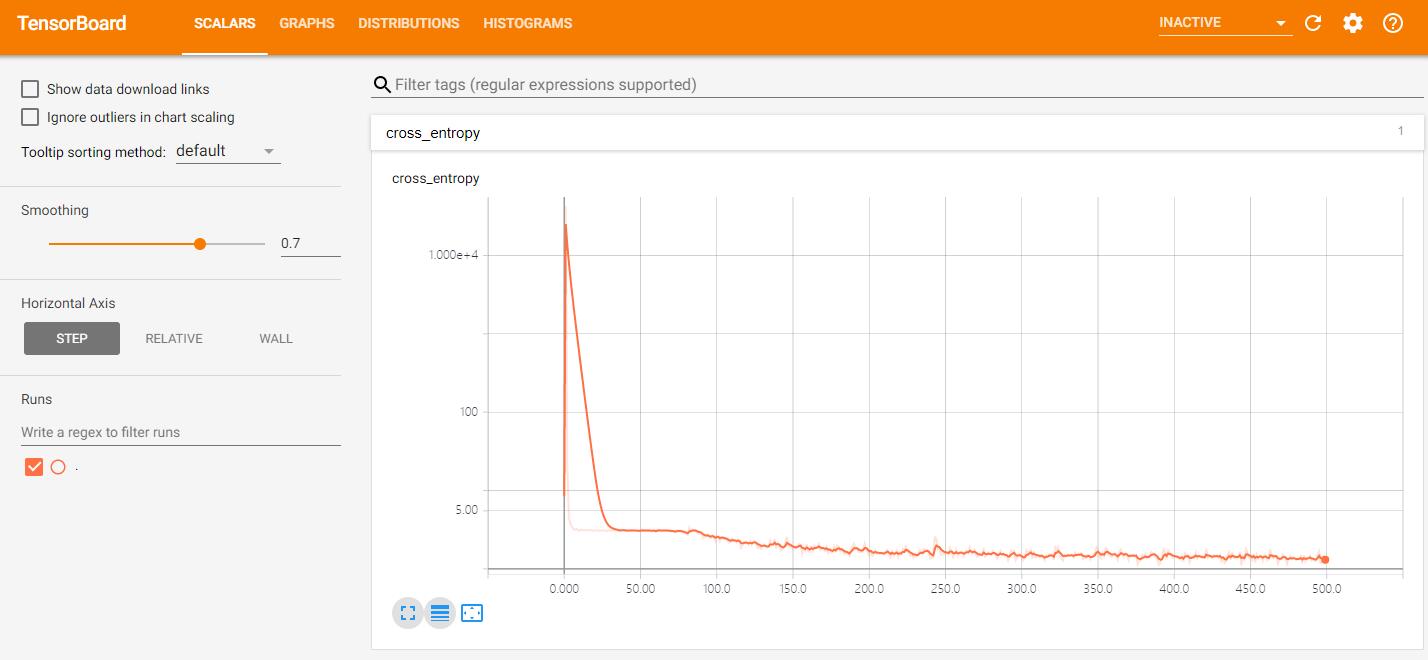 TensorBoard SCALARS GRAPHS DISTRIBUTIONS HISTOGRAMS INACTIVE
Show data download links
Ignore outliers in chart scaling
Tooltip sorting method: default
Smoothing
0.7
Horizontal Axis
STEP RELATIVE WALL
Runs
Write a regex to filter runs
.
Filter tags (regular expressions supported)
cross_entropy 1
cross_entropy
1.000e+4
100
5.00
0.000 50.00 100.0 150.0 200.0 250.0 300.0 350.0 400.0 450.0 500.0